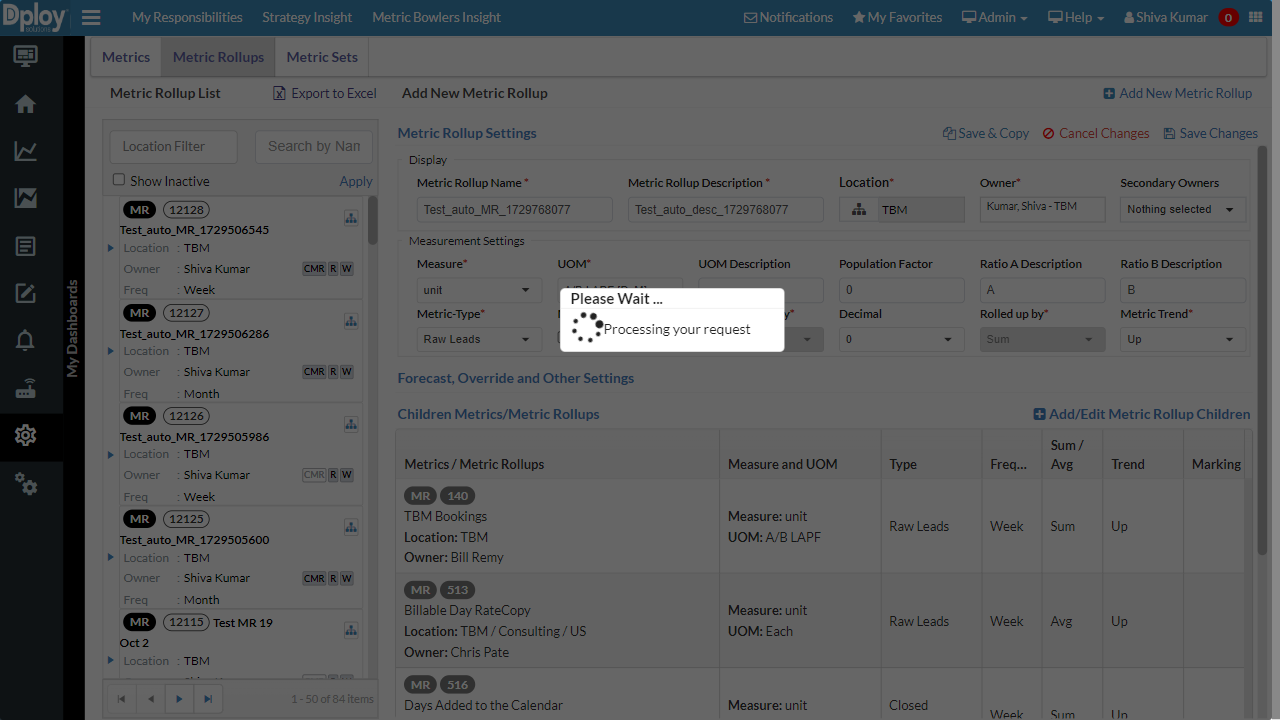 Dploy
Solutions
My Responsibilities Strategy Insight Metric Bowlers Insight
Notifications My Favorites Admin Help Shiva Kumar 0
Metrics Metric Rollups Metric Sets
Metric Rollup List Export to Excel Add New Metric Rollup Add New Metric Rollup
My Dashboards
Location Filter Search by Nam
Show Inactive Apply
MR 12128
Test_auto_MR_1729506545
Location : TBM
Owner : Shiva Kumar CMR R W
Freq : Week
MR 12127
Test_auto_MR_1729506286
Location : TBM
Owner : Shiva Kumar CMR R W
Freq : Month
MR 12126
Test_auto_MR_1729505986
Location : TBM
Owner : Shiva Kumar CMR R W
Freq : Week
MR 12125
Test_auto_MR_1729505600
Location : TBM
Owner : Shiva Kumar CMR R W
Freq : Month
MR 12115 Test MR 19
Oct 2
Location : TBM
1 - 50 of 84 items
Metric Rollup Settings Save & Copy Cancel Changes Save Changes
Display
Metric Rollup Name * Metric Rollup Description * Location* Owner* Secondary Owners
Test_auto_MR_1729768077 Test_auto_desc_1729768077 TBM Kumar, Shiva - TBM Nothing selected
Measurement Settings
Measure* UOM* UOM Description Population Factor Ratio A Description Ratio B Description
unit 0 A B
Metric-Type* Decimal Rolled up by* Metric Trend*
Raw Leads 0 Sum Up
Please Wait ...
Processing your request
Forecast, Override and Other Settings
Children Metrics/Metric Rollups Add/Edit Metric Rollup Children
Metrics / Metric Rollups Measure and UOM Type Freq... Sum / Avg Trend Marking
MR 140
TBM Bookings
Location: TBM
Owner: Bill Remy
Measure: unit
UOM: A/B LAPF
Raw Leads Week Sum Up
MR 513
Billable Day RateCopy
Location: TBM / Consulting / US
Owner: Chris Pate
Measure: unit
UOM: Each
Raw Leads Week Avg Up
MR 516
Days Added to the Calendar
Measure: unit
Closed
Week Sum Up